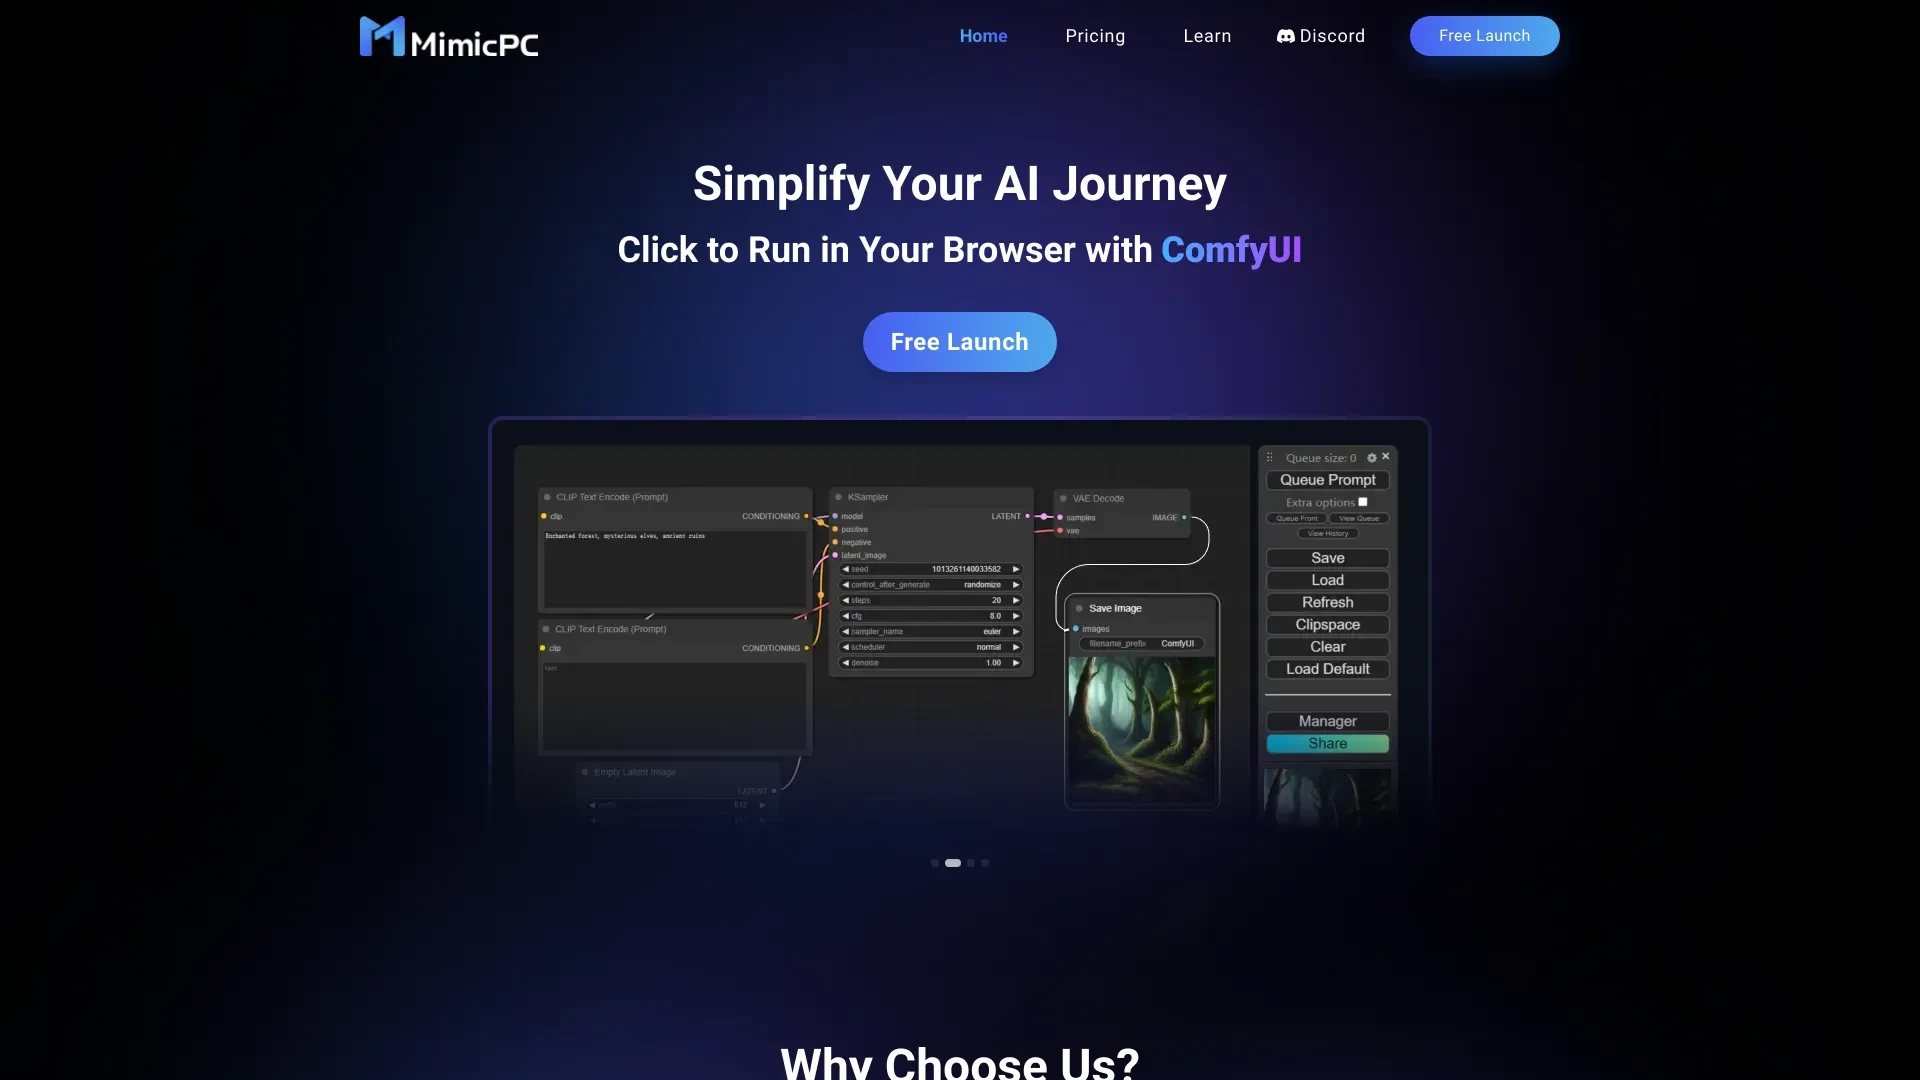 MimicPC
Home
Pricing
Learn
Discord
Free Launch
Simplify Your AI Journey
Click to Run in Your Browser with ComfyUI
Free Launch
CLIP Text Encode (Prompt)
clip
CONDITIONING
Enchanted forest, mysterious elves, ancient ruins
CLIP Text Encode (Prompt)
clip
CONDITIONING
text
Empty Latent Image
LATENT
width 512
KSampler
model
LATENT
positive
negative
latent_image
seed 1013261140033582
control_after_generate randomize
steps 20
cfg 8.0
sampler_name euler
scheduler normal
denoise 1.00
VAE Decode
samples
IMAGE
vae
Save Image
images
filename_prefix ComfyUI
Queue size: 0
Queue Prompt
Extra options
Queue Front
View Queue
View History
Save
Load
Refresh
Clipspace
Clear
Load Default
Manager
Share
Why Choose Us?